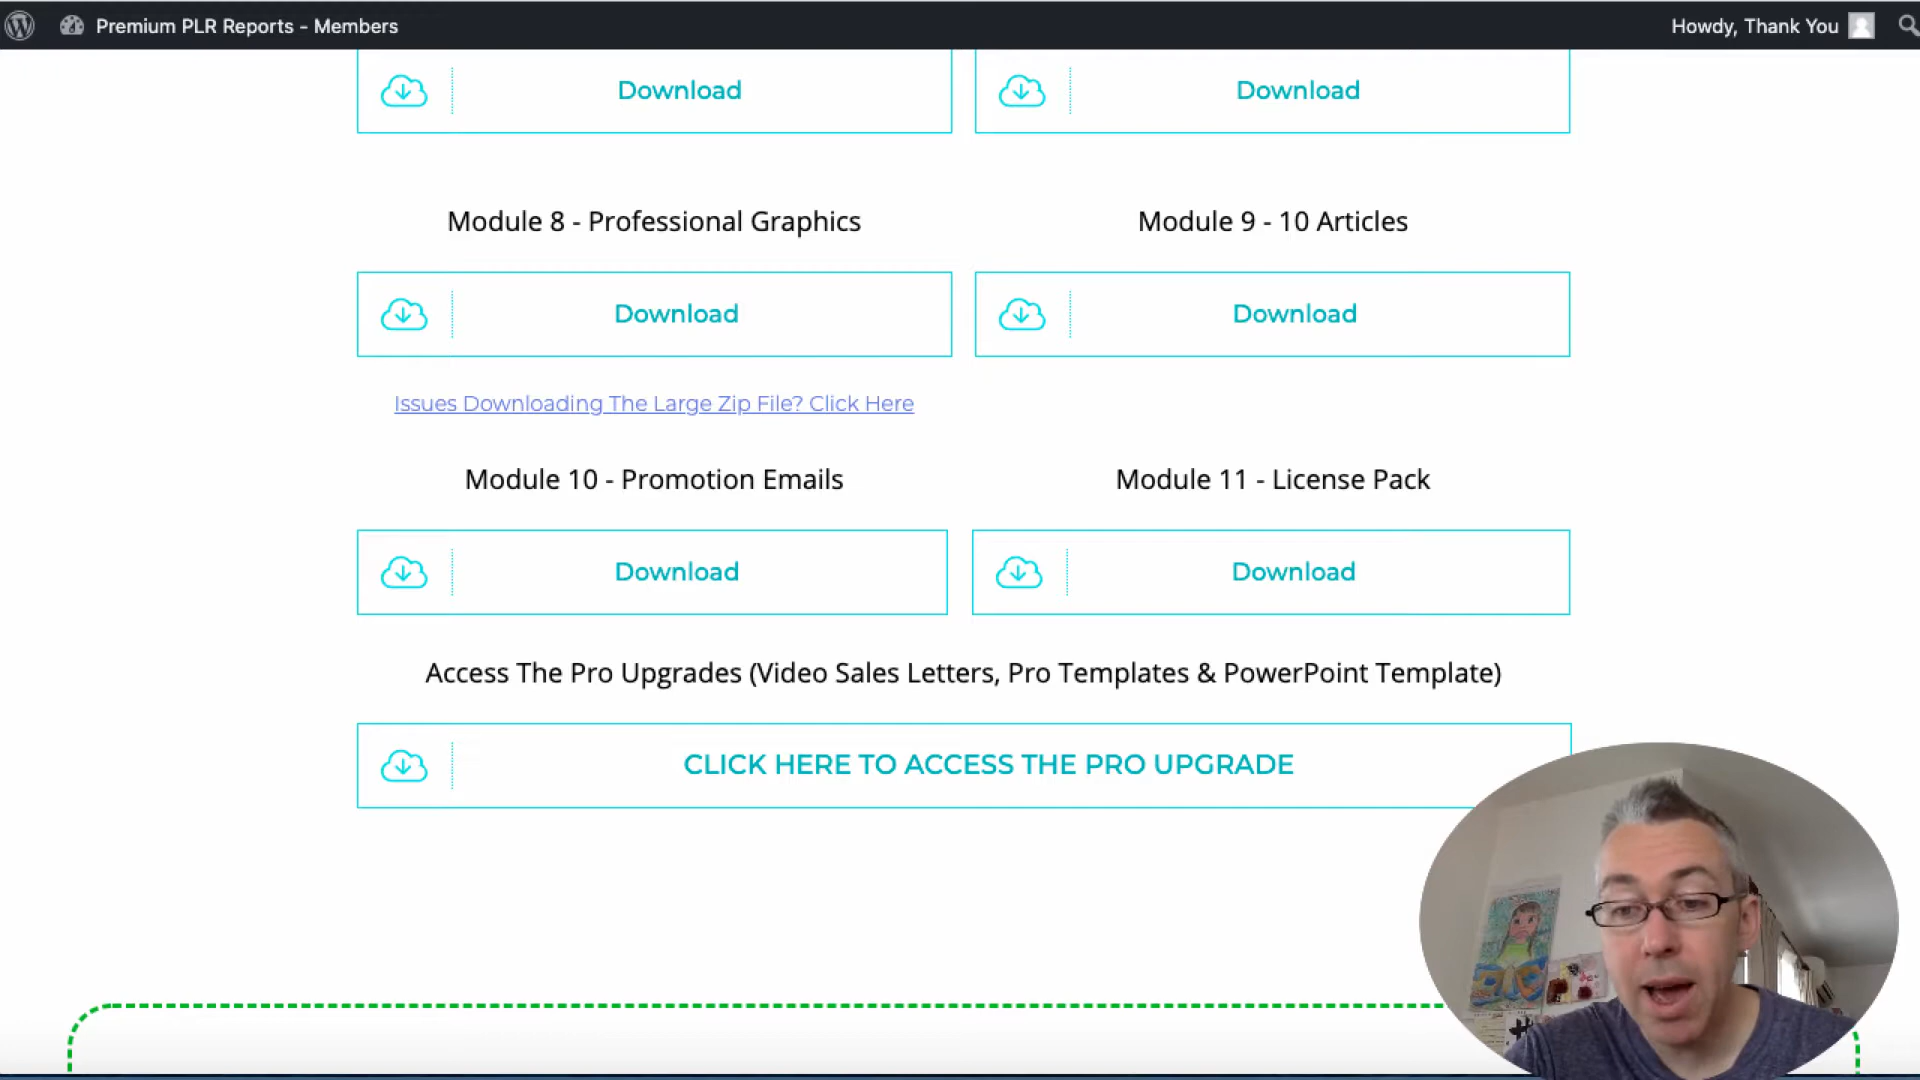 Premium PLR Reports - Members
Howdy, Thank You
Download
Download
Module 8 - Professional Graphics
Module 9 - 10 Articles
Download
Download
Issues Downloading The Large Zip File? Click Here
Module 10 - Promotion Emails
Module 11 - License Pack
Download
Download
Access The Pro Upgrades (Video Sales Letters, Pro Templates & PowerPoint Template)
CLICK HERE TO ACCESS THE PRO UPGRADE